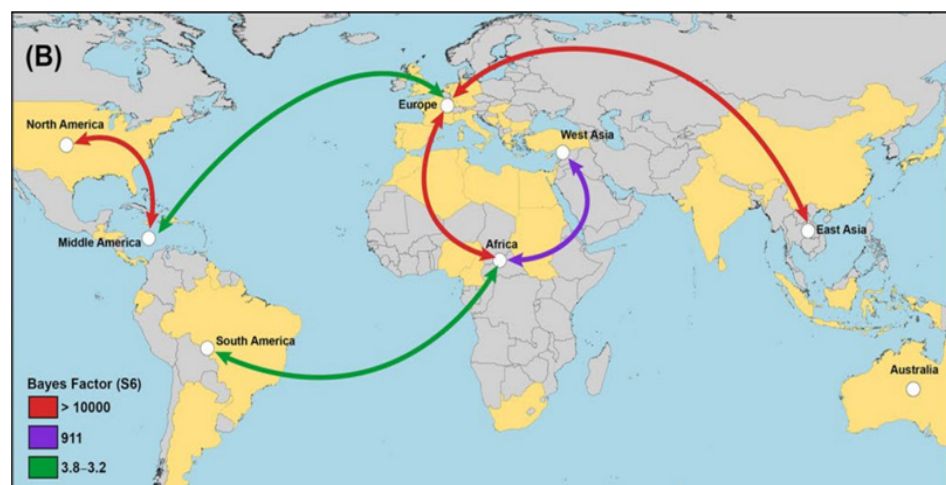 (B)
North America
Europe
West Asia
Middle America
Africa
East Asia
South America
Australia
Bayes Factor (S6)
> 10000
911
3.8–3.2